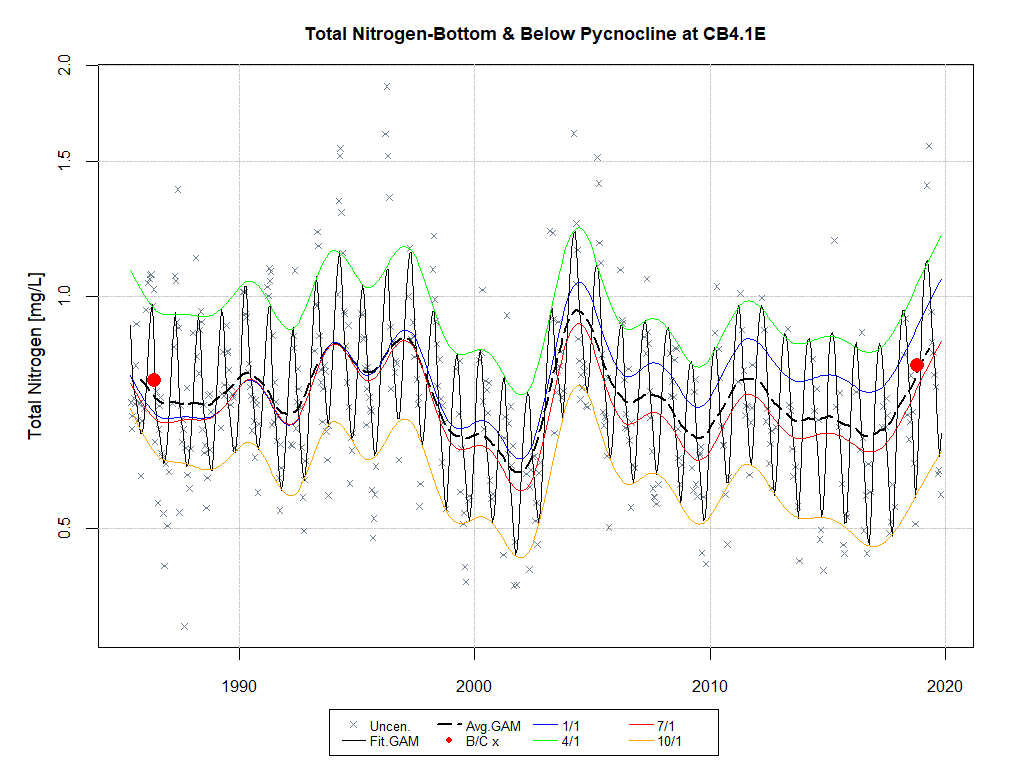 Total Nitrogen-Bottom & Below Pycnocline at CB4.1E
Total Nitrogen [mg/L]
2.0
1.5
1.0
0.5
1990 2000 2010 2020
Uncen. Avg.GAM 1/1 7/1
Fit.GAM B/C x 4/1 10/1